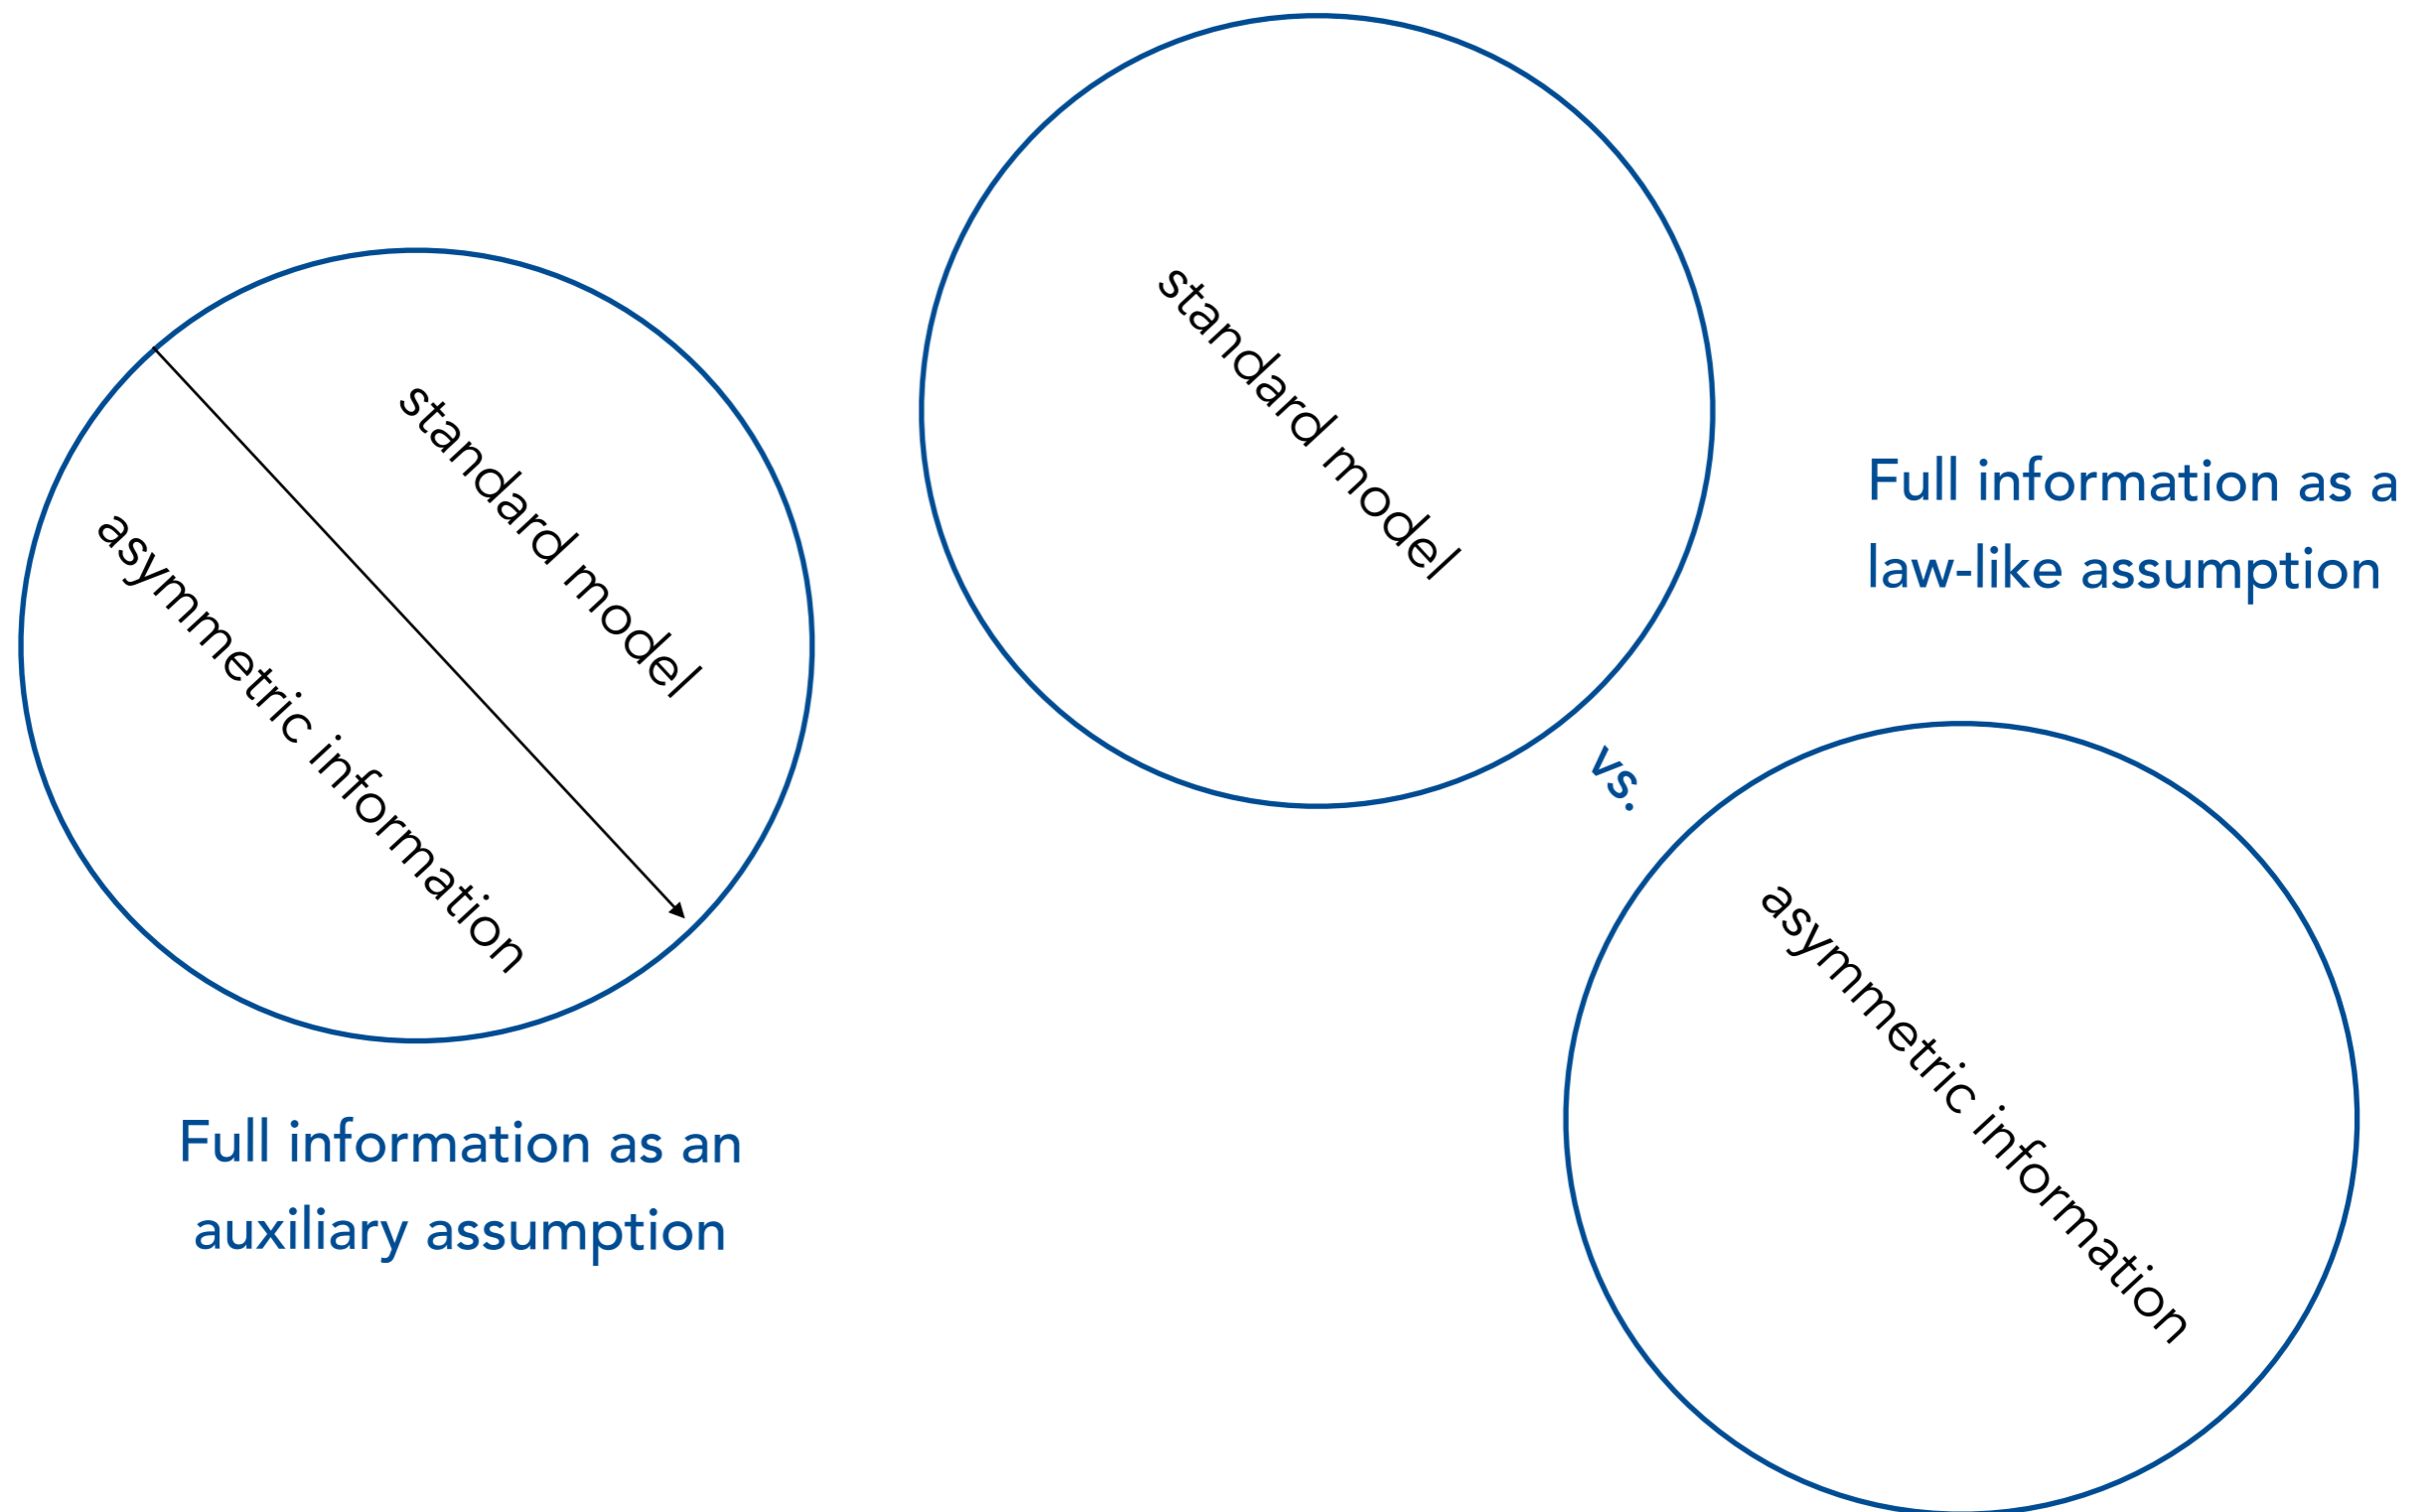 standard model
asymmetric information
Full information as an
auxiliary assumption
standard model
vs.
asymmetric information
Full information as a
law-like assumption